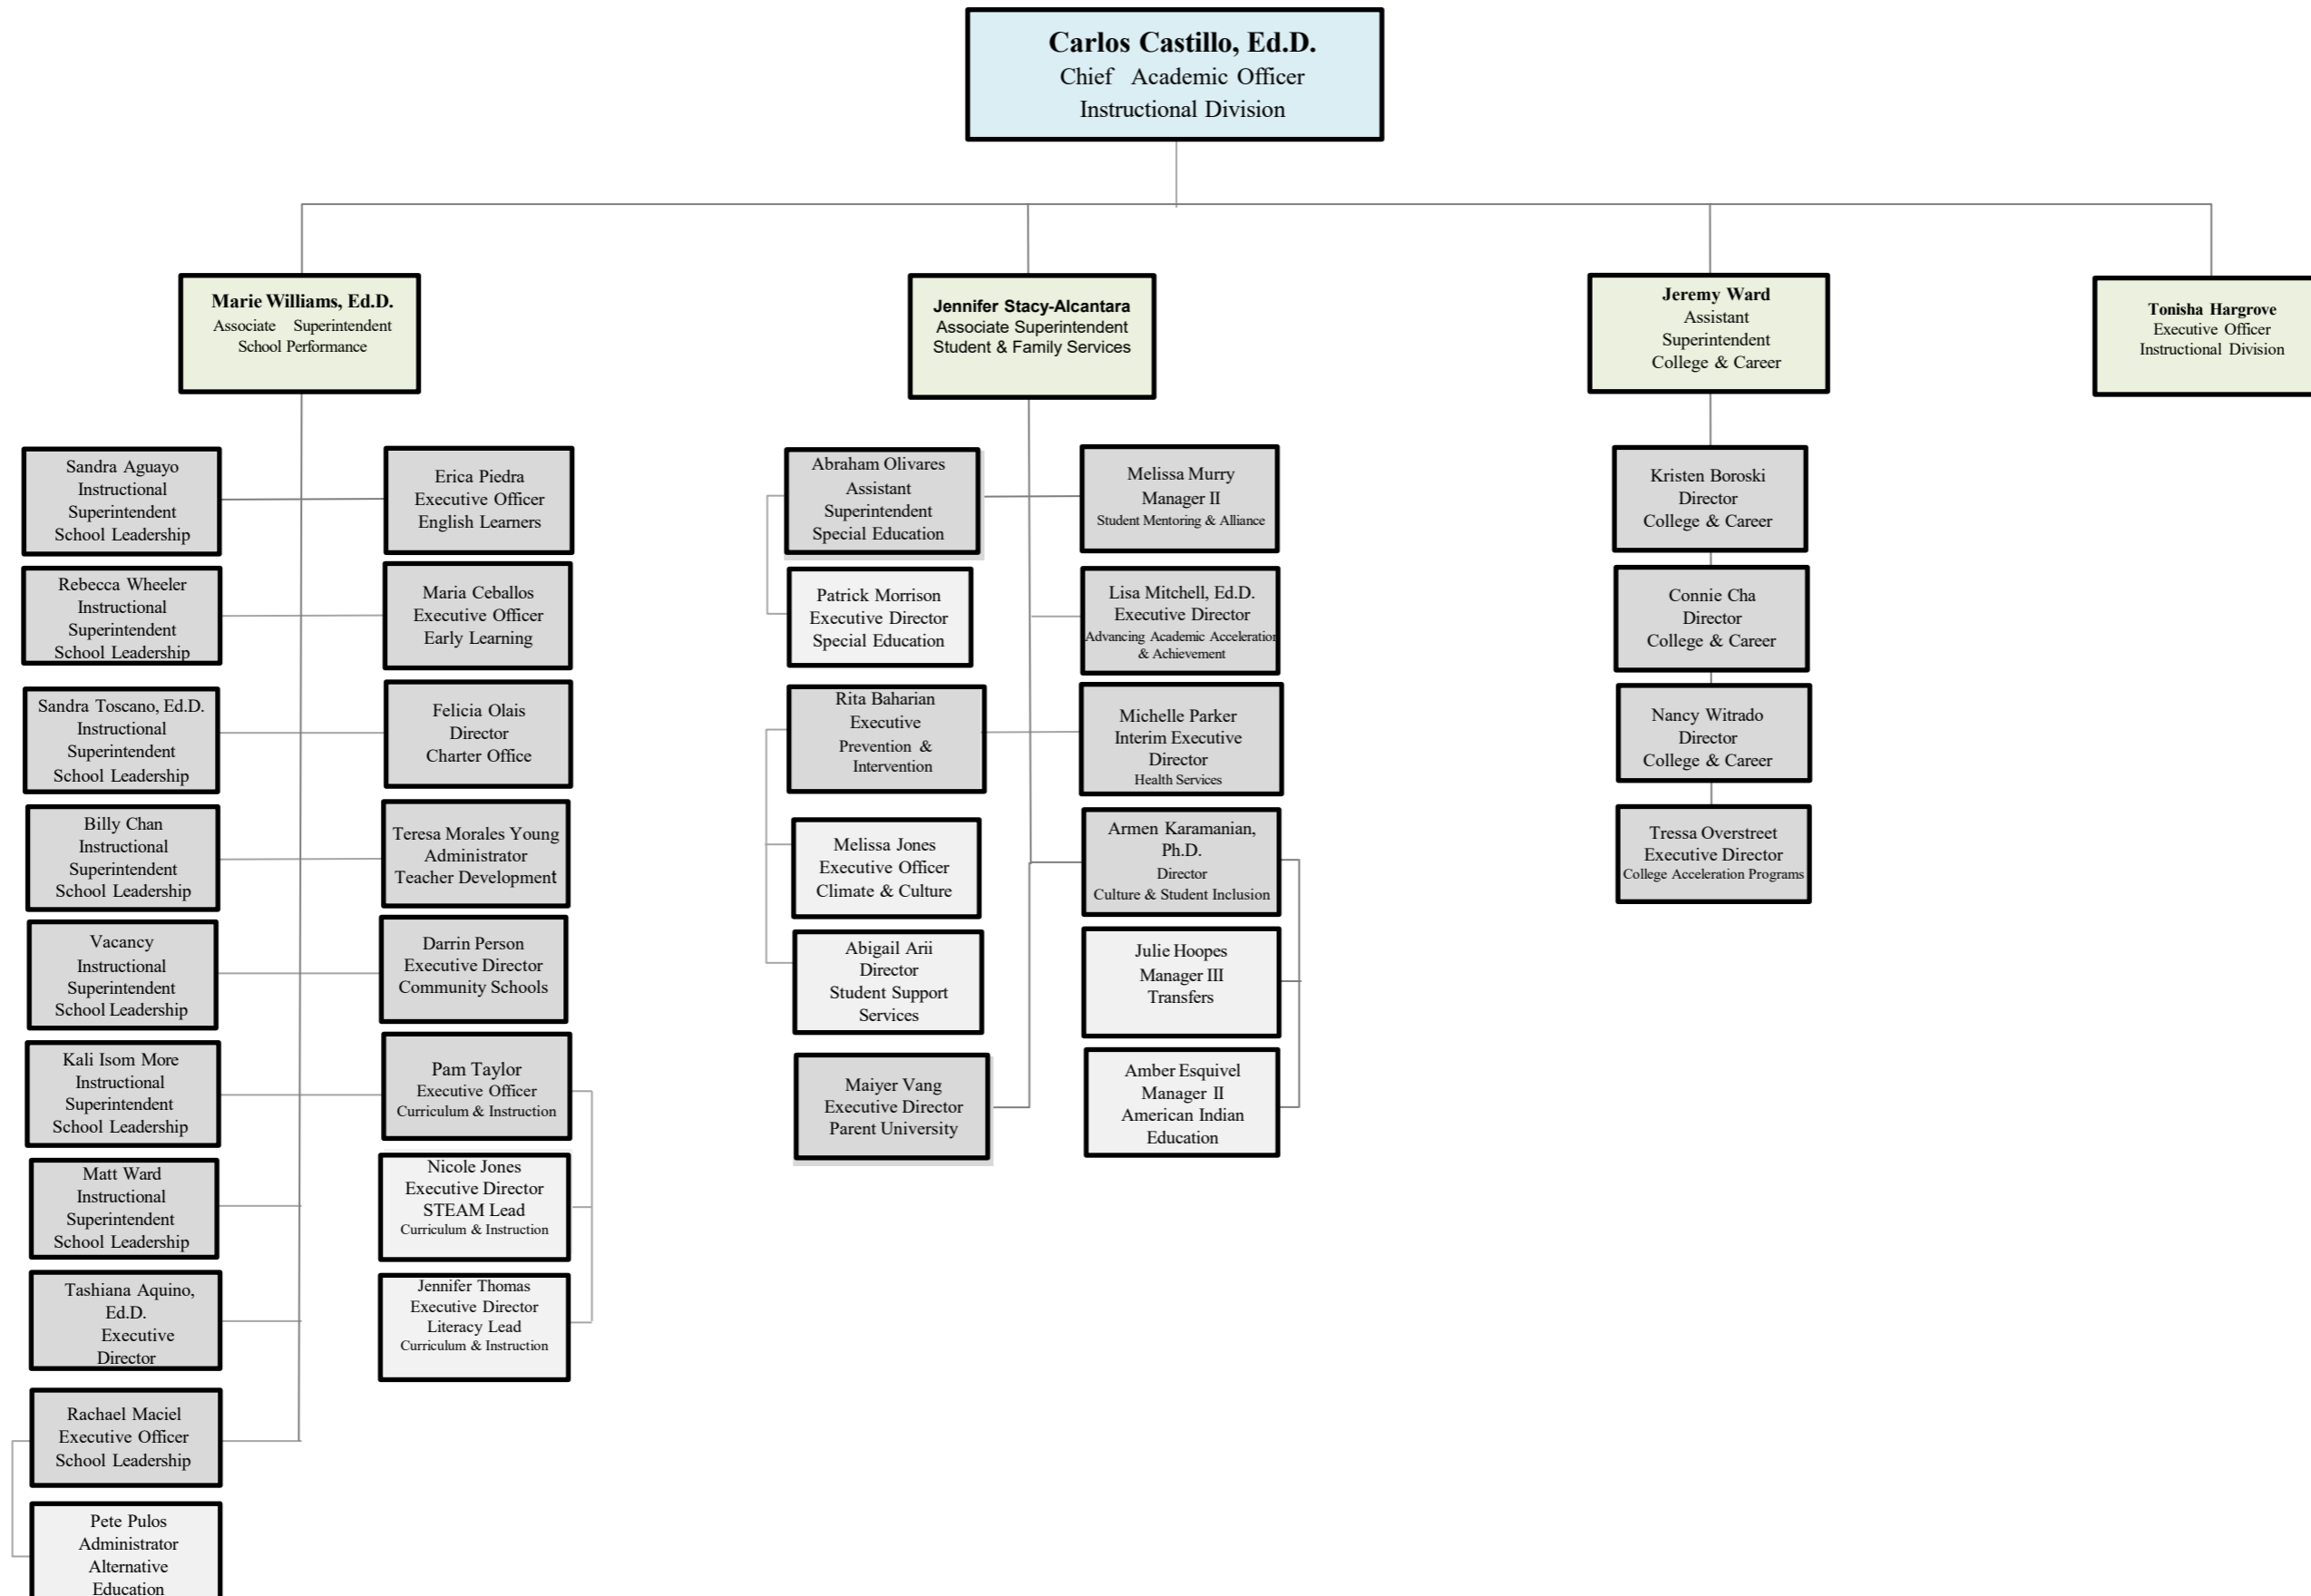 Carlos Castillo, Ed.D.
Chief Academic Officer
Instructional Division
Marie Williams, Ed.D.
Associate Superintendent
School Performance
Jennifer Stacy-Alcantara
Associate Superintendent
Student & Family Services
Jeremy Ward
Assistant
Superintendent
College & Career
Tonisha Hargrove
Executive Officer
Instructional Division
Sandra Aguayo
Instructional
Superintendent
School Leadership
Rebecca Wheeler
Instructional
Superintendent
School Leadership
Sandra Toscano, Ed.D.
Instructional
Superintendent
School Leadership
Billy Chan
Instructional
Superintendent
School Leadership
Vacancy
Instructional
Superintendent
School Leadership
Kali Isom More
Instructional
Superintendent
School Leadership
Matt Ward
Instructional
Superintendent
School Leadership
Tashiana Aquino,
Ed.D.
Executive
Director
Rachael Maciel
Executive Officer
School Leadership
Pete Pulos
Administrator
Alternative
Education
Erica Piedra
Executive Officer
English Learners
Maria Ceballos
Executive Officer
Early Learning
Felicia Olais
Director
Charter Office
Teresa Morales Young
Administrator
Teacher Development
Darrin Person
Executive Director
Community Schools
Pam Taylor
Executive Officer
Curriculum & Instruction
Nicole Jones
Executive Director
STEAM Lead
Curriculum & Instruction
Jennifer Thomas
Executive Director
Literacy Lead
Curriculum & Instruction
Abraham Olivares
Assistant
Superintendent
Special Education
Patrick Morrison
Executive Director
Special Education
Rita Baharian
Executive
Prevention &
Intervention
Melissa Jones
Executive Officer
Climate & Culture
Abigail Arii
Director
Student Support
Services
Maiyer Vang
Executive Director
Parent University
Melissa Murry
Manager II
Student Mentoring & Alliance
Lisa Mitchell, Ed.D.
Executive Director
Advancing Academic Acceleration
& Achievement
Michelle Parker
Interim Executive
Director
Health Services
Armen Karamanian,
Ph.D.
Director
Culture & Student Inclusion
Julie Hoopes
Manager III
Transfers
Amber Esquivel
Manager II
American Indian
Education
Kristen Boroski
Director
College & Career
Connie Cha
Director
College & Career
Nancy Witrado
Director
College & Career
Tressa Overstreet
Executive Director
College Acceleration Programs